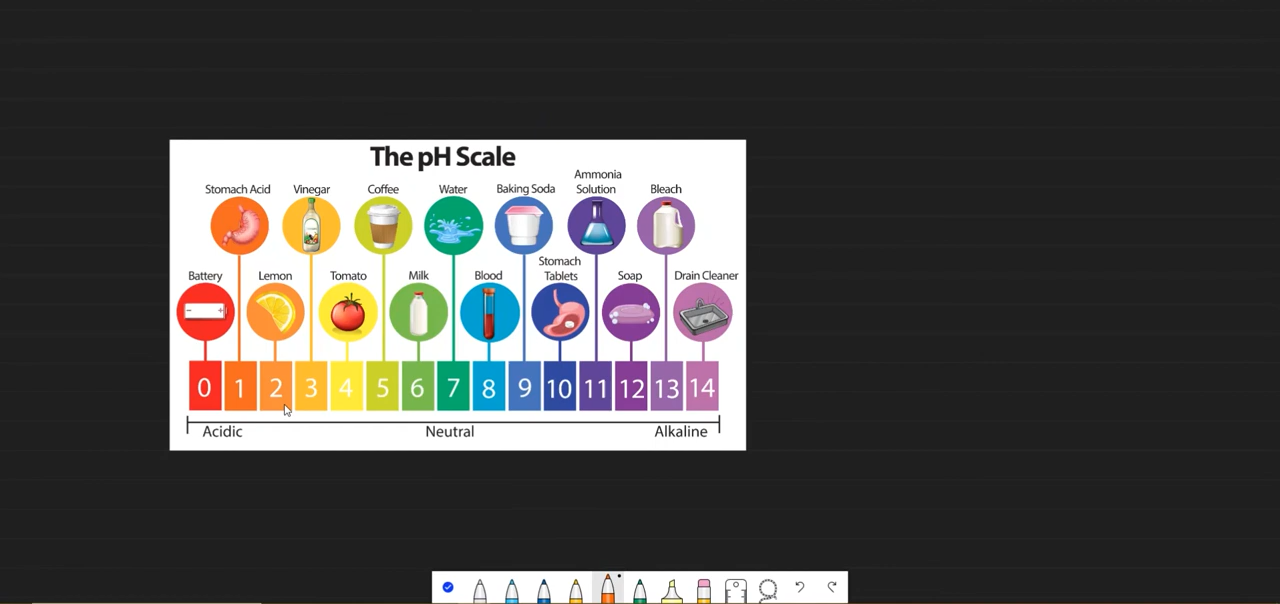 The pH Scale
Ammonia
Stomach Acid Vinegar Coffee Water Baking Soda Solution Bleach
Stomach
Battery Lemon Tomato Milk Blood Tablets Soap Drain Cleaner
0 1 2 3 4 5 6 7 8 9 10 11 12 13 14
Acidic Neutral Alkaline